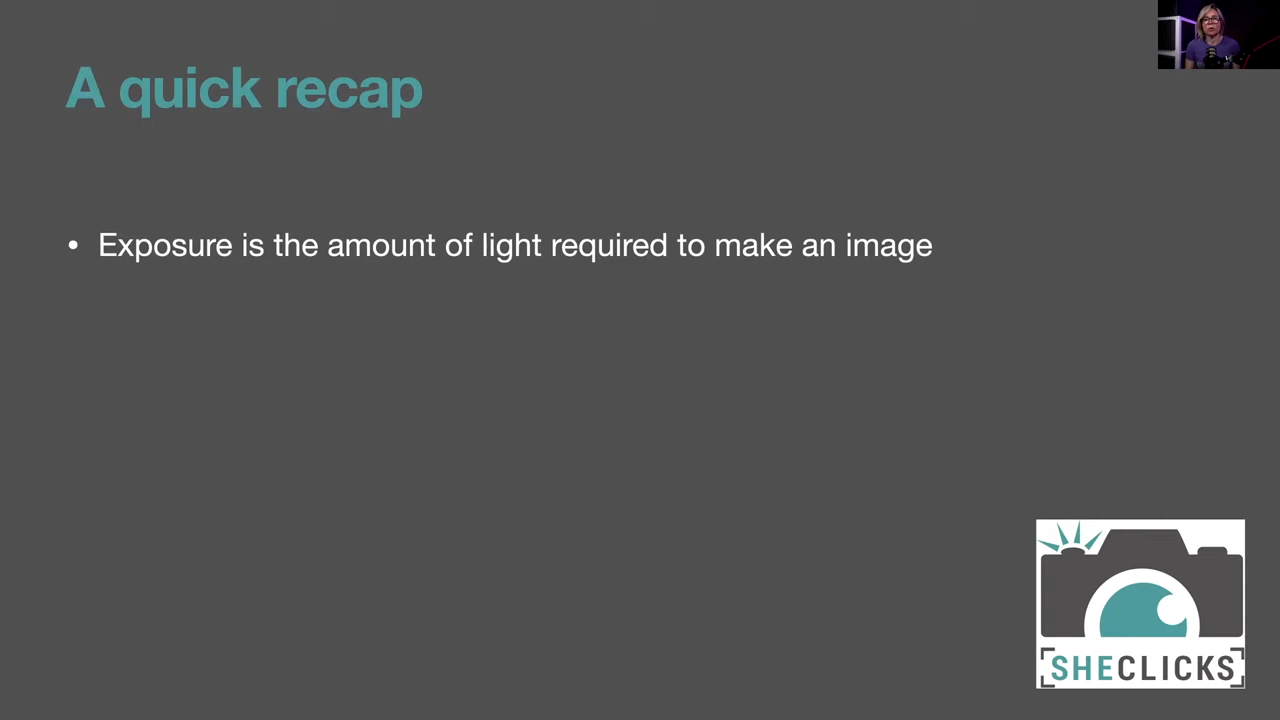 A quick recap
• Exposure is the amount of light required to make an image
SHECLICKS